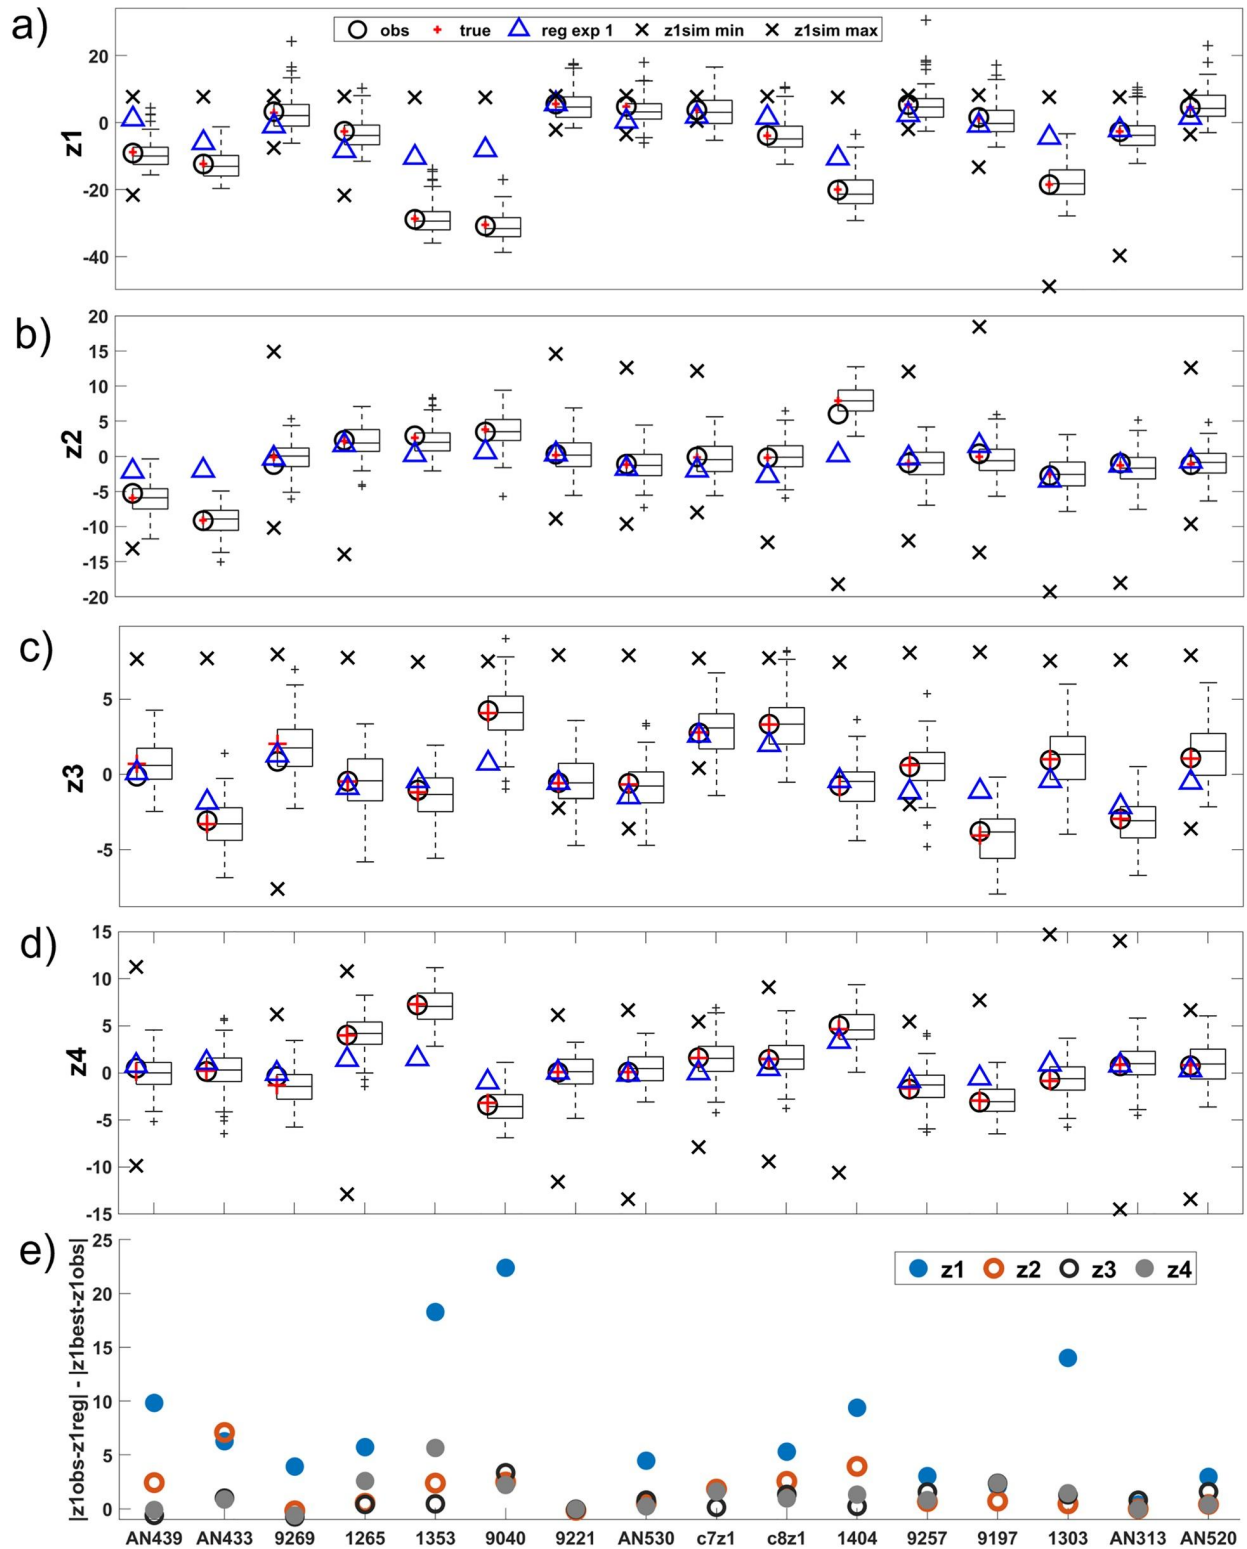 a)
obs true reg exp 1 z1sim min z1sim max
z1
20
0
-20
-40
b)
z2
20
15
10
5
0
-5
-10
-15
-20
c)
z3
5
0
-5
d)
z4
15
10
5
0
-5
-10
-15
e)
|z1obs-z1reg| - |z1best-z1obs|
z1 z2 z3 z4
25
20
15
10
5
0
AN439 AN433 9269 1265 1353 9040 9221 AN530 c7z1 c8z1 1404 9257 9197 1303 AN313 AN520